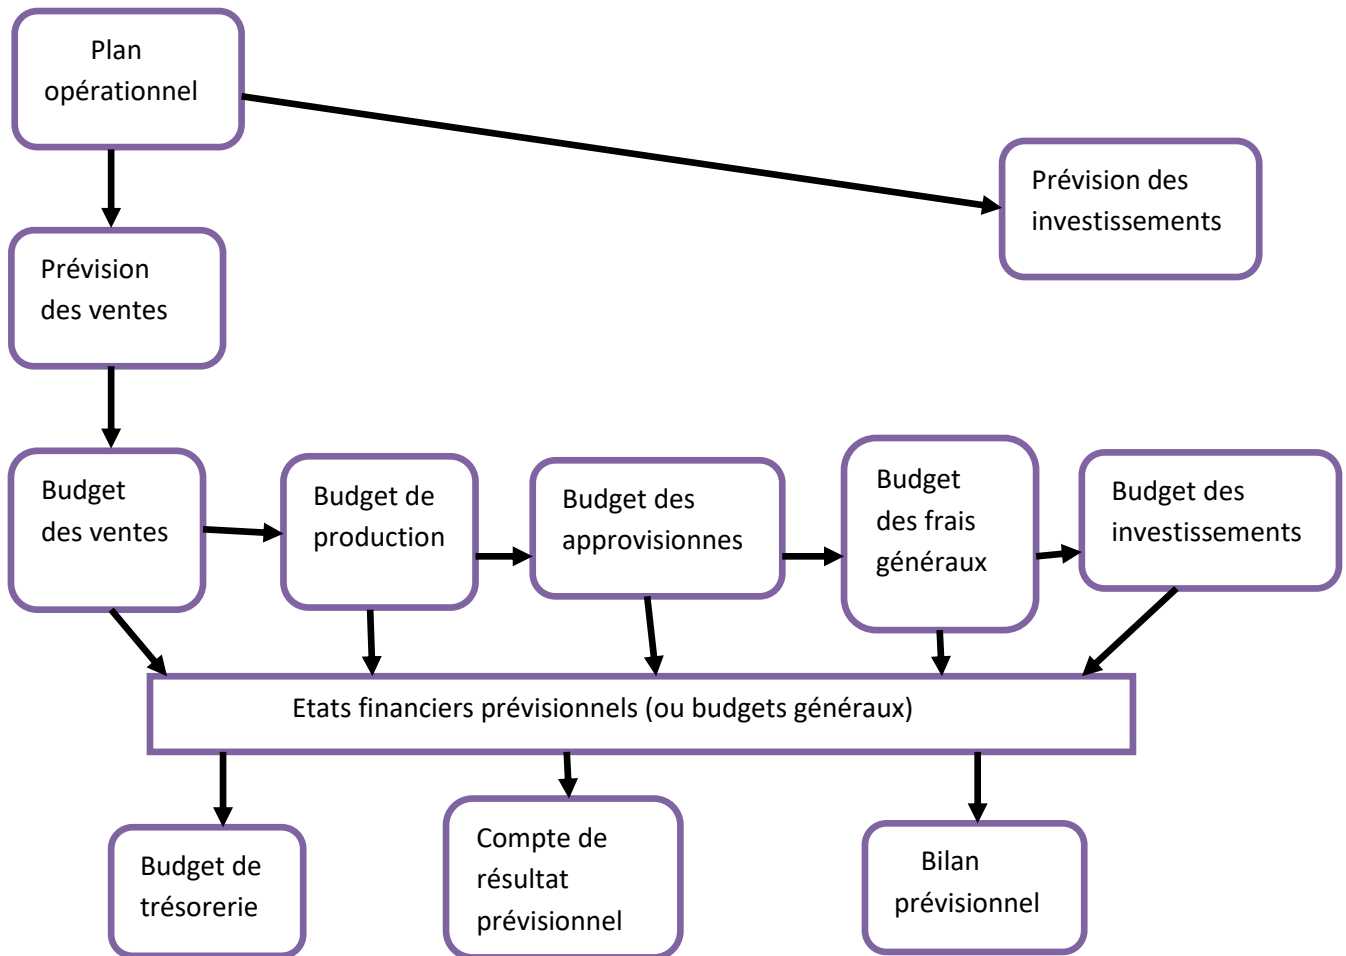 Plan
opérationnel
Prévision des
investissements
Prévision
des ventes
Budget
des ventes
Budget de
production
Budget des
approvisionnes
Budget
des frais
généraux
Budget des
investissements
Etats financiers prévisionnels (ou budgets généraux)
Budget de
trésorerie
Compte de
résultat
prévisionnel
Bilan
prévisionnel